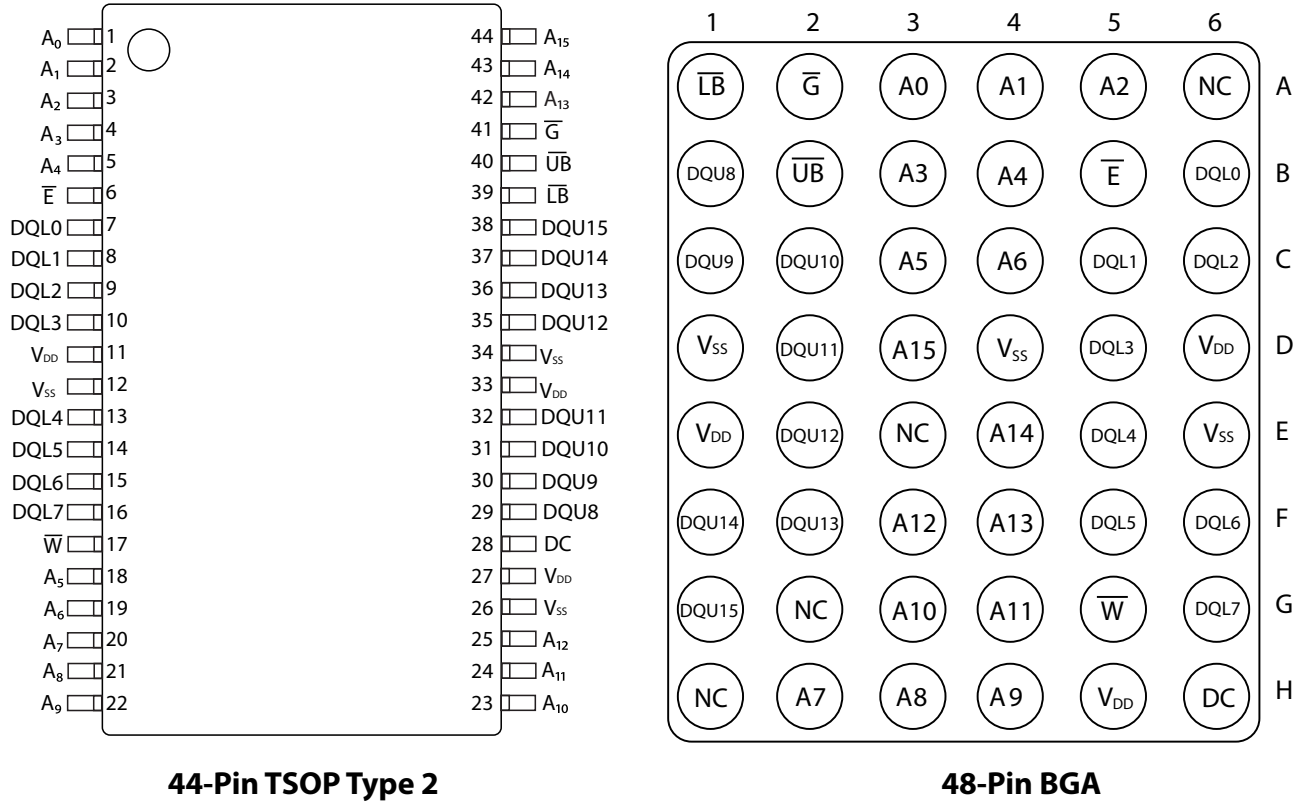 A0 1 44 A15
A1 2 43 A14
A2 3 42 A13
A3 4 41 G̅
A4 5 40 U̅B̅
E̅ 6 39 L̅B̅
DQL0 7 38 DQU15
DQL1 8 37 DQU14
DQL2 9 36 DQU13
DQL3 10 35 DQU12
VDD 11 34 VSS
VSS 12 33 VDD
DQL4 13 32 DQU11
DQL5 14 31 DQU10
DQL6 15 30 DQU9
DQL7 16 29 DQU8
W̅ 17 28 DC
A5 18 27 VDD
A6 19 26 VSS
A7 20 25 A12
A8 21 24 A11
A9 22 23 A10
44-Pin TSOP Type 2
1 2 3 4 5 6
L̅B̅ G̅ A0 A1 A2 NC A
DQU8 U̅B̅ A3 A4 E̅ DQL0 B
DQU9 DQU10 A5 A6 DQL1 DQL2 C
VSS DQU11 A15 VSS DQL3 VDD D
VDD DQU12 NC A14 DQL4 VSS E
DQU14 DQU13 A12 A13 DQL5 DQL6 F
DQU15 NC A10 A11 W̅ DQL7 G
NC A7 A8 A9 VDD DC H
48-Pin BGA